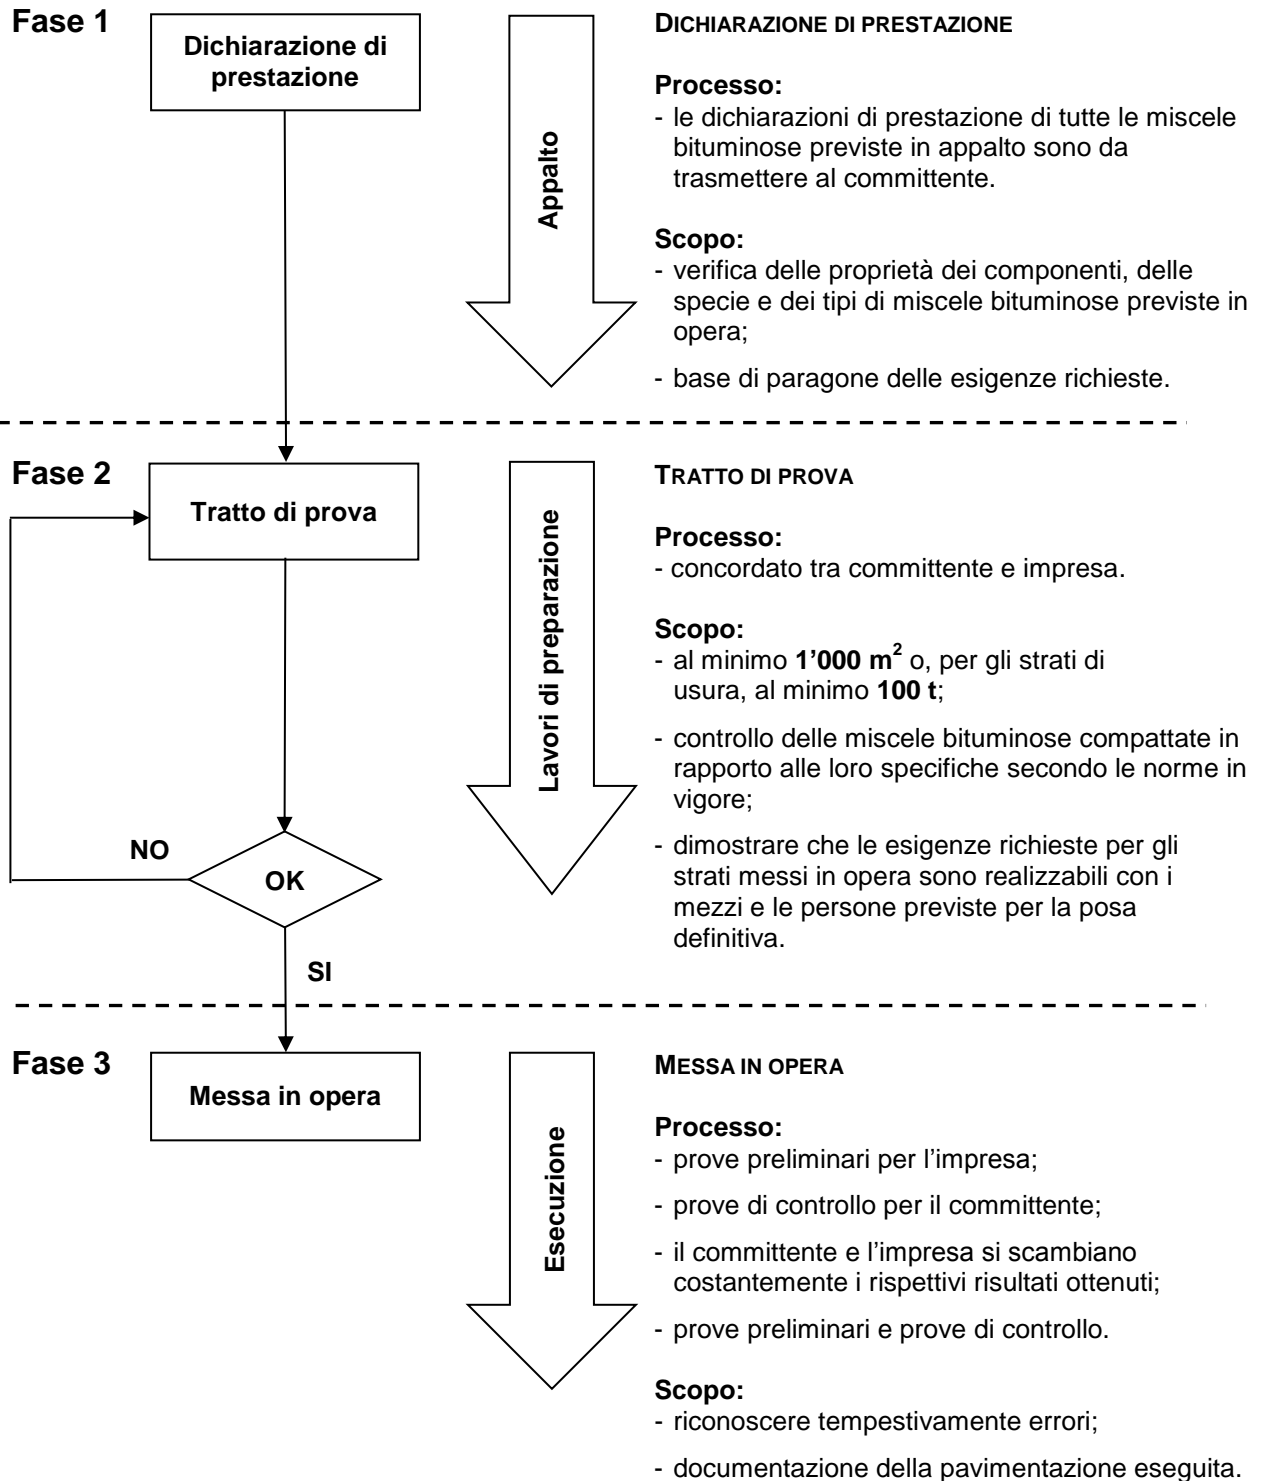 Fase 1
Dichiarazione di
prestazione
Appalto
DICHIARAZIONE DI PRESTAZIONE
Processo:
- le dichiarazioni di prestazione di tutte le miscele
bituminose previste in appalto sono da
trasmettere al committente.
Scopo:
- verifica delle proprietà dei componenti, delle
specie e dei tipi di miscele bituminose previste in
opera;
- base di paragone delle esigenze richieste.
Fase 2
Tratto di prova
NO
OK
SI
Lavori di preparazione
TRATTO DI PROVA
Processo:
- concordato tra committente e impresa.
Scopo:
- al minimo 1’000 m² o, per gli strati di
usura, al minimo 100 t;
- controllo delle miscele bituminose compattate in
rapporto alle loro specifiche secondo le norme in
vigore;
- dimostrare che le esigenze richieste per gli
strati messi in opera sono realizzabili con i
mezzi e le persone previste per la posa
definitiva.
Fase 3
Messa in opera
Esecuzione
MESSA IN OPERA
Processo:
- prove preliminari per l’impresa;
- prove di controllo per il committente;
- il committente e l’impresa si scambiano
costantemente i rispettivi risultati ottenuti;
- prove preliminari e prove di controllo.
Scopo:
- riconoscere tempestivamente errori;
- documentazione della pavimentazione eseguita.